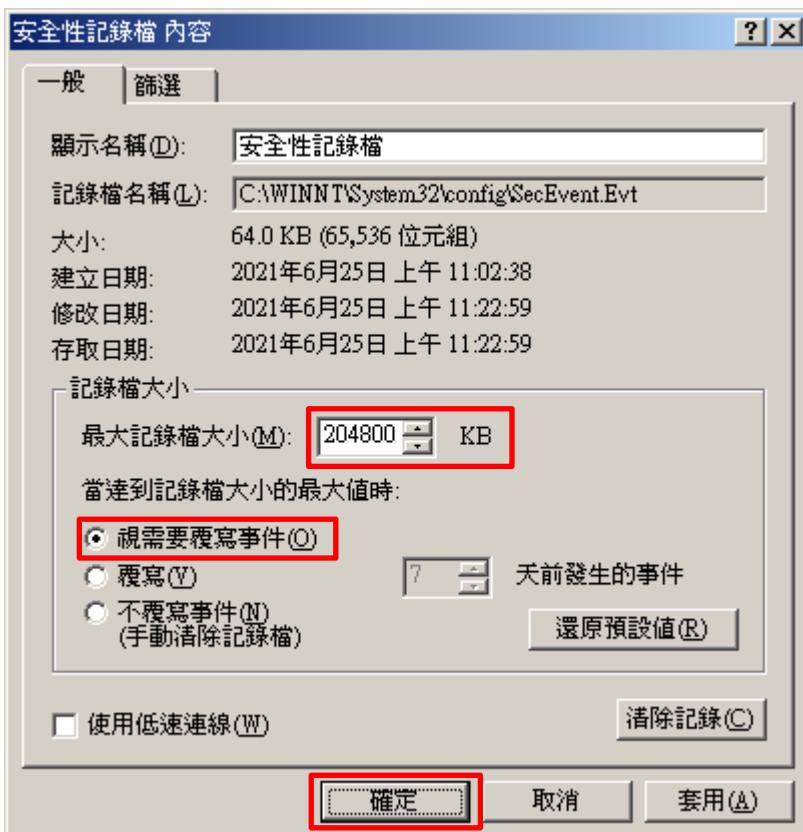 安全性記錄檔 內容
一般 篩選
顯示名稱(D): 安全性記錄檔
記錄檔名稱(L): C:\WINNT\System32\config\SecEvent.Evt
大小: 64.0 KB (65,536 位元組)
建立日期: 2021年6月25日 上午 11:02:38
修改日期: 2021年6月25日 上午 11:22:59
存取日期: 2021年6月25日 上午 11:22:59
記錄檔大小
最大記錄檔大小(M): 204800 KB
當達到記錄檔大小的最大值時:
視需要覆寫事件(O)
覆寫(V) 7 天前發生的事件
不覆寫事件(N)
(手動清除記錄檔) 還原預設值(R)
使用低速連線(W) 清除記錄(C)
確定 取消 套用(A)